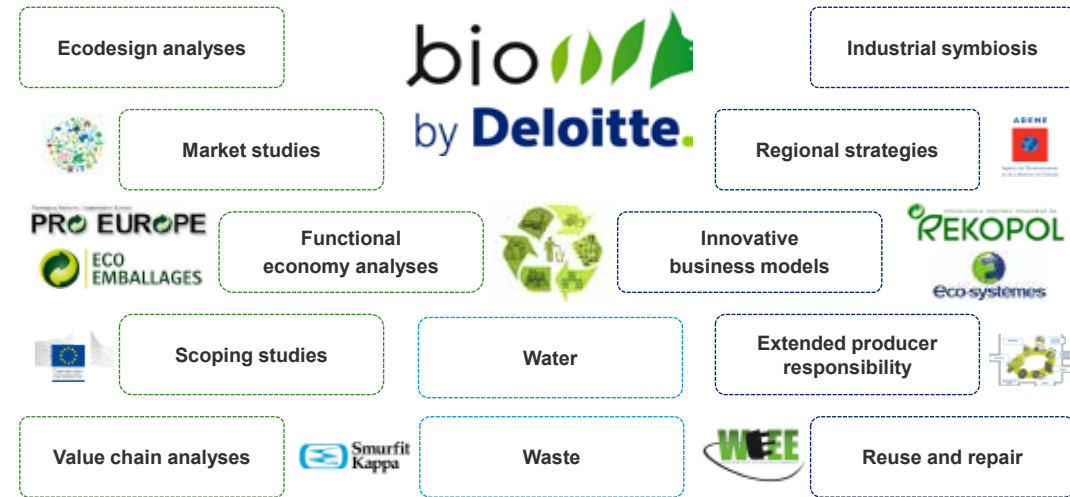 Ecodesign analyses
bio
by Deloitte.
Industrial symbiosis
Market studies
Regional strategies
ADEME
PRO EUROPE
ECO
EMBALLAGES
Functional
economy analyses
Innovative
business models
REKOPOL
eco-systèmes
Scoping studies
Water
Extended producer
responsibility
Value chain analyses
Smurfit
Kappa
Waste
WEEE
Reuse and repair